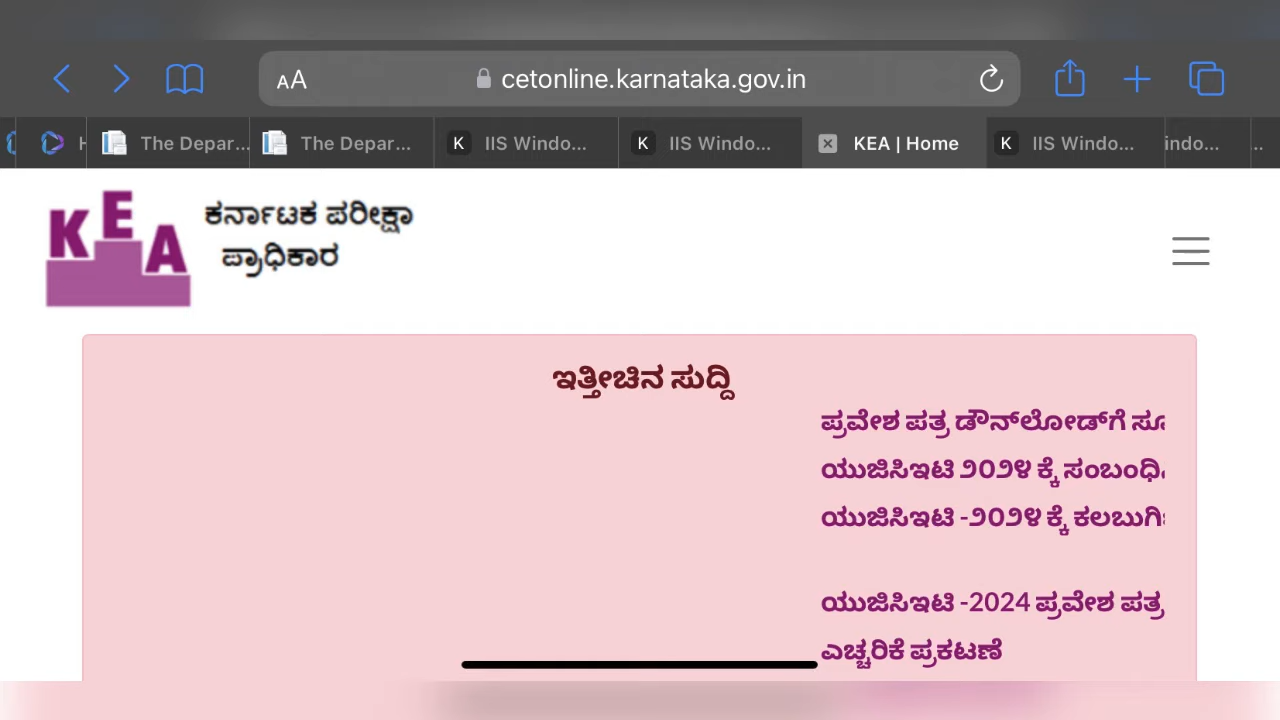 AA cetonline.karnataka.gov.in
The Depar... The Depar... K IIS Windo... K IIS Windo... KEA | Home K IIS Windo... indo... ..
KEA
ಕರ್ನಾಟಕ ಪರೀಕ್ಷಾ
ಪ್ರಾಧಿಕಾರ
ಇತ್ತೀಚಿನ ಸುದ್ದಿ
ಪ್ರವೇಶ ಪತ್ರ ಡೌನ್‌ಲೋಡ್‌ಗೆ ಸೂ
ಯುಜಿಸಿಇಟಿ ೨೦೨೪ ಕ್ಕೆ ಸಂಬಂಧಿ
ಯುಜಿಸಿಇಟಿ -೨೦೨೪ ಕ್ಕೆ ಕಲಬುಗಿ
ಯುಜಿಸಿಇಟಿ -2024 ಪ್ರವೇಶ ಪತ್ರ
ಎಚ್ಚರಿಕೆ ಪ್ರಕಟಣೆ